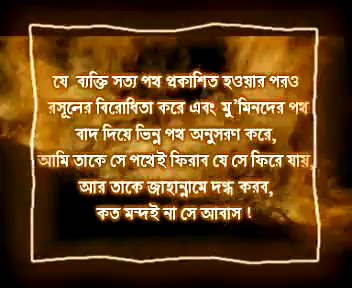 যে ব্যক্তি সত্য পথ প্রকাশিত হওয়ার পরও
রসূলের বিরোধিতা করে এবং মু'মিনদের পথ
বাদ দিয়ে ভিন্ন পথ অনুসরণ করে,
আমি তাকে সে পথেই ফিরাব যে সে ফিরে যায়,
আর তাকে জাহান্নামে দগ্ধ করব,
কত মন্দই না সে আবাস !